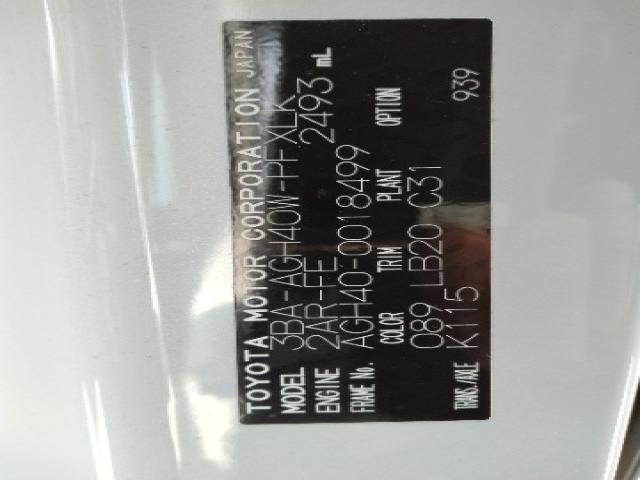 TOYOTA MOTOR CORPORATION JAPAN
MODEL 3BA-AGH40W-PFXLK
ENGINE 2AR-FE 2493 mL
FRAME No. AGH40-0018499
COLOR TRIM PLANT OPTION
089 LB20 C31
TRANS/AXLE K115 939